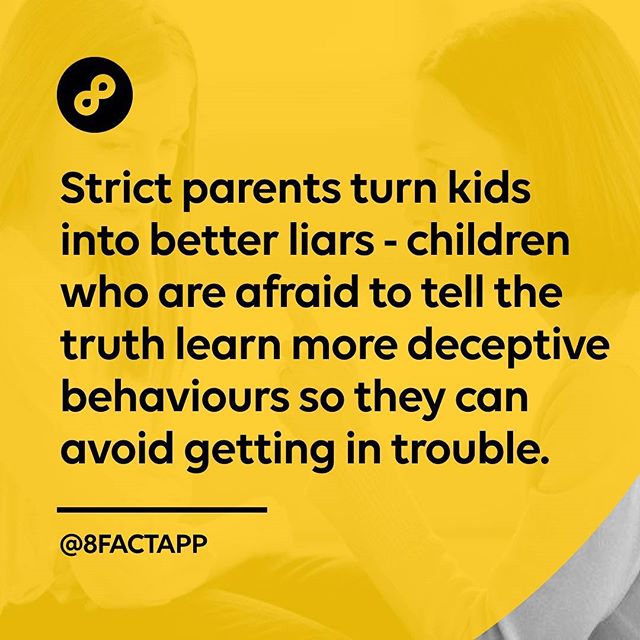 Strict parents turn kids
into better liars - children
who are afraid to tell the
truth learn more deceptive
behaviours so they can
avoid getting in trouble.
@8FACTAPP